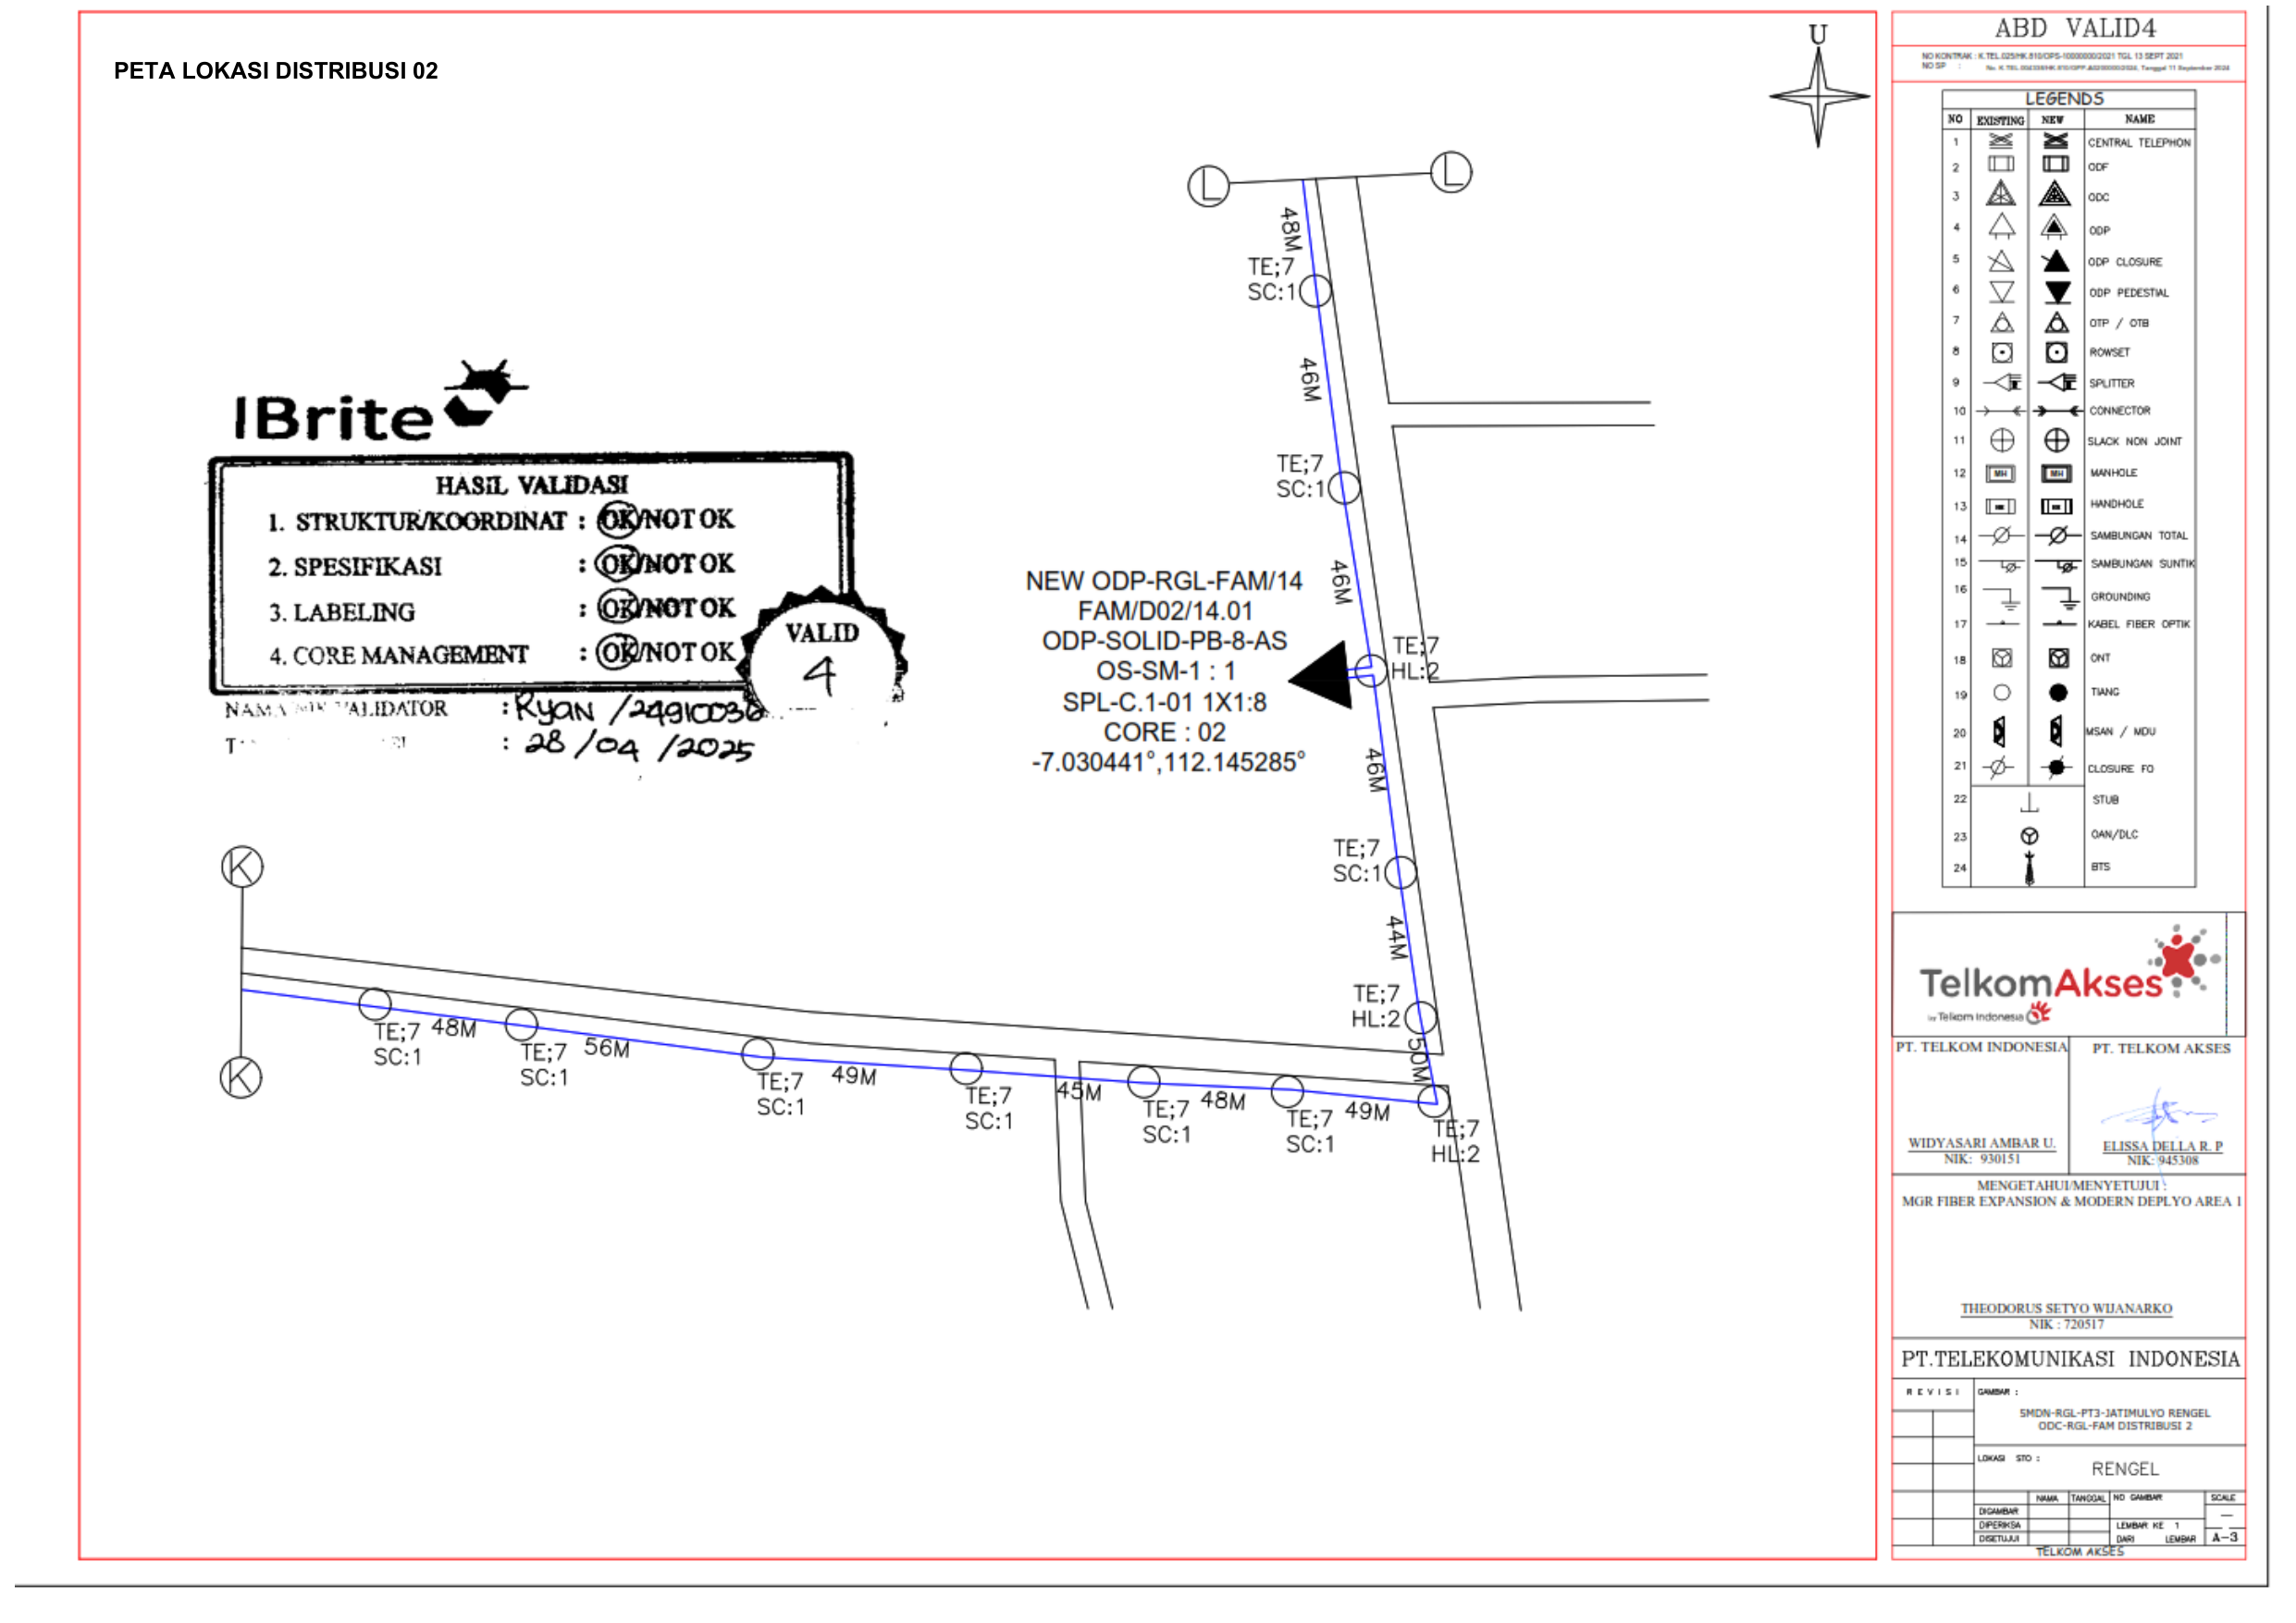 PETA LOKASI DISTRIBUSI 02
U
L
L
48M
TE;7
SC:1
46M
TE;7
SC:1
46M
TE;7
HL:2
NEW ODP-RGL-FAM/14
FAM/D02/14.01
ODP-SOLID-PB-8-AS
OS-SM-1 : 1
SPL-C.1-01 1X1:8
CORE : 02
-7.030441°,112.145285°
46M
TE;7
SC:1
44M
TE;7
HL:2
50M
TE;7
HL:2
IBrite
HASIL VALIDASI
1. STRUKTUR/KOORDINAT : OK/NOT OK
2. SPESIFIKASI : OK/NOT OK
3. LABELING : OK/NOT OK
4. CORE MANAGEMENT : OK/NOT OK
VALID
4
NAMA VALIDATOR : Ryan /24910036
: 28 /04 /2025
K
K
TE;7
SC:1
48M
TE;7
SC:1
56M
TE;7
SC:1
49M
TE;7
SC:1
45M
TE;7
SC:1
48M
TE;7
SC:1
49M
ABD VALID4
NO KONTRAK : K.TEL.025/HK.810/OPS-10000000/2021 TGL 13 SEPT 2021
NO SP :
Tanggal 11 September 2024
LEGENDS
NO EXISTING NEW NAME
1 CENTRAL TELEPHON
2 ODF
3 ODC
4 ODP
5 ODP CLOSURE
6 ODP PEDESTIAL
7 OTP / OTB
8 ROWSET
9 SPLITTER
10 CONNECTOR
11 SLACK NON JOINT
12 MH MH MANHOLE
13 HANDHOLE
14 SAMBUNGAN TOTAL
15 SAMBUNGAN SUNTIK
16 GROUNDING
17 KABEL FIBER OPTIK
18 ONT
19 TIANG
20 MSAN / MDU
21 CLOSURE FO
22 STUB
23 OAN/DLC
24 BTS
TelkomAkses
by Telkom Indonesia
PT. TELKOM INDONESIA
WIDYASARI AMBAR U.
NIK: 930151
PT. TELKOM AKSES
ELISSA DELLA R. P
NIK: 945308
MENGETAHUI/MENYETUJUI :
MGR FIBER EXPANSION & MODERN DEPLYO AREA 1
THEODORUS SETYO WIJANARKO
NIK : 720517
PT.TELEKOMUNIKASI INDONESIA
REVISI
GAMBAR :
SMDN-RGL-PT3-JATIMULYO RENGEL
ODC-RGL-FAM DISTRIBUSI 2
LOKASI STO :
RENGEL
NAMA TANGGAL NO GAMBAR SCALE
DIGAMBAR
DIPERIKSA LEMBAR KE 1
DISETUJUI DARI LEMBAR A-3
TELKOM AKSES